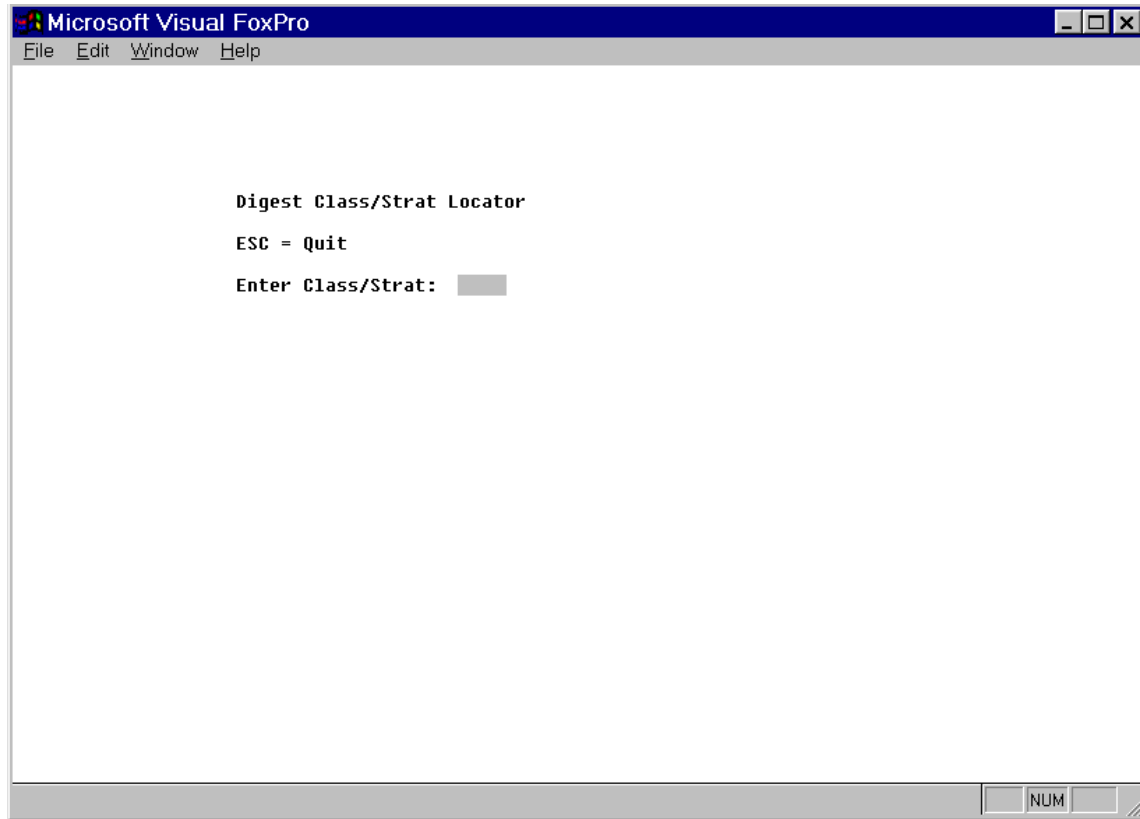 Microsoft Visual FoxPro
File Edit Window Help
Digest Class/Strat Locator
ESC = Quit
Enter Class/Strat:
NUM